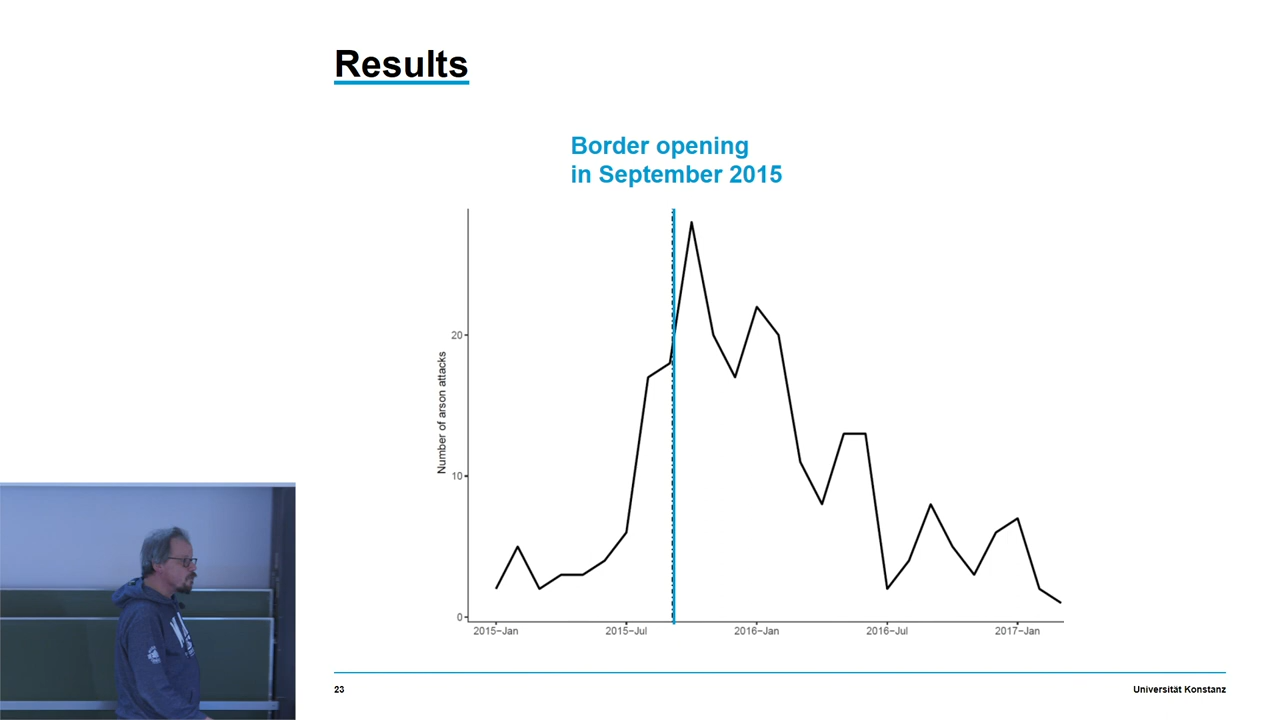 Results
Border opening
in September 2015
Number of arson attacks
20
10
0
2015-Jan
2015-Jul
2016-Jan
2016-Jul
2017-Jan
23
Universität Konstanz